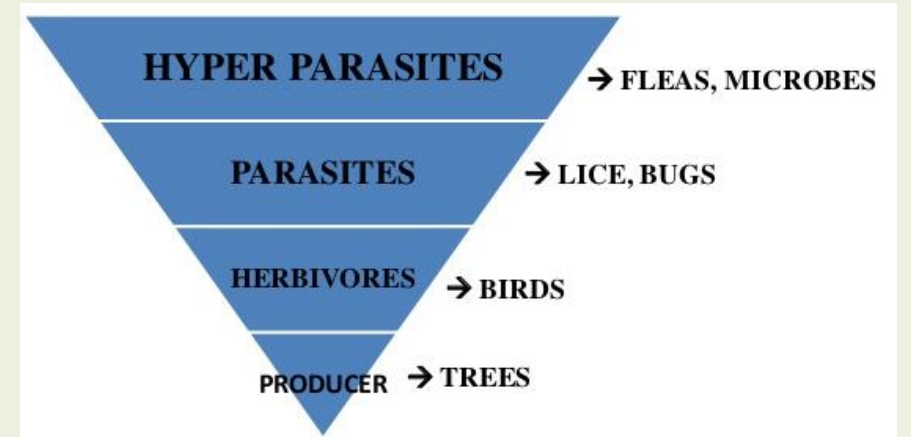 HYPER PARASITES
→ FLEAS, MICROBES
PARASITES
→ LICE, BUGS
HERBIVORES
→ BIRDS
PRODUCER
→ TREES